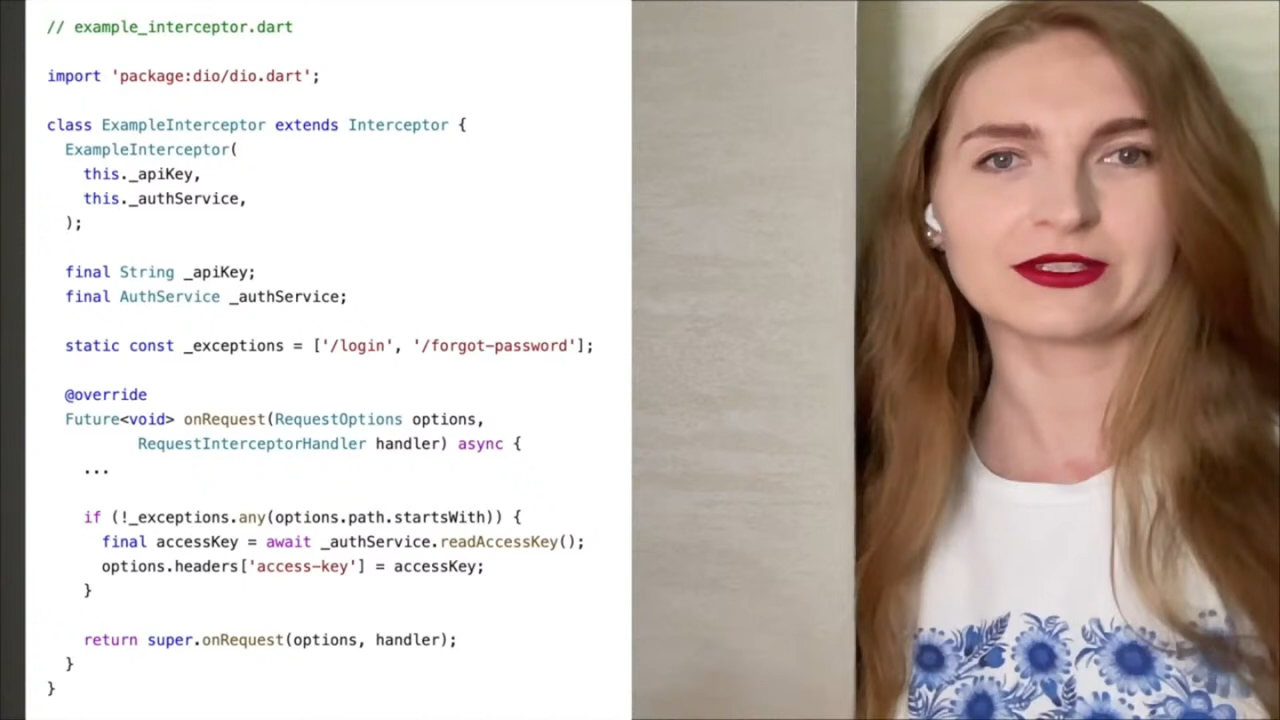 // example_interceptor.dart
import 'package:dio/dio.dart';
class ExampleInterceptor extends Interceptor {
ExampleInterceptor(
this._apiKey,
this._authService,
);
final String _apiKey;
final AuthService _authService;
static const _exceptions = ['/login', '/forgot-password'];
@override
Future<void> onRequest(RequestOptions options,
RequestInterceptorHandler handler) async {
...
if (!_exceptions.any(options.path.startsWith)) {
final accessKey = await _authService.readAccessKey();
options.headers['access-key'] = accessKey;
}
return super.onRequest(options, handler);
}
}